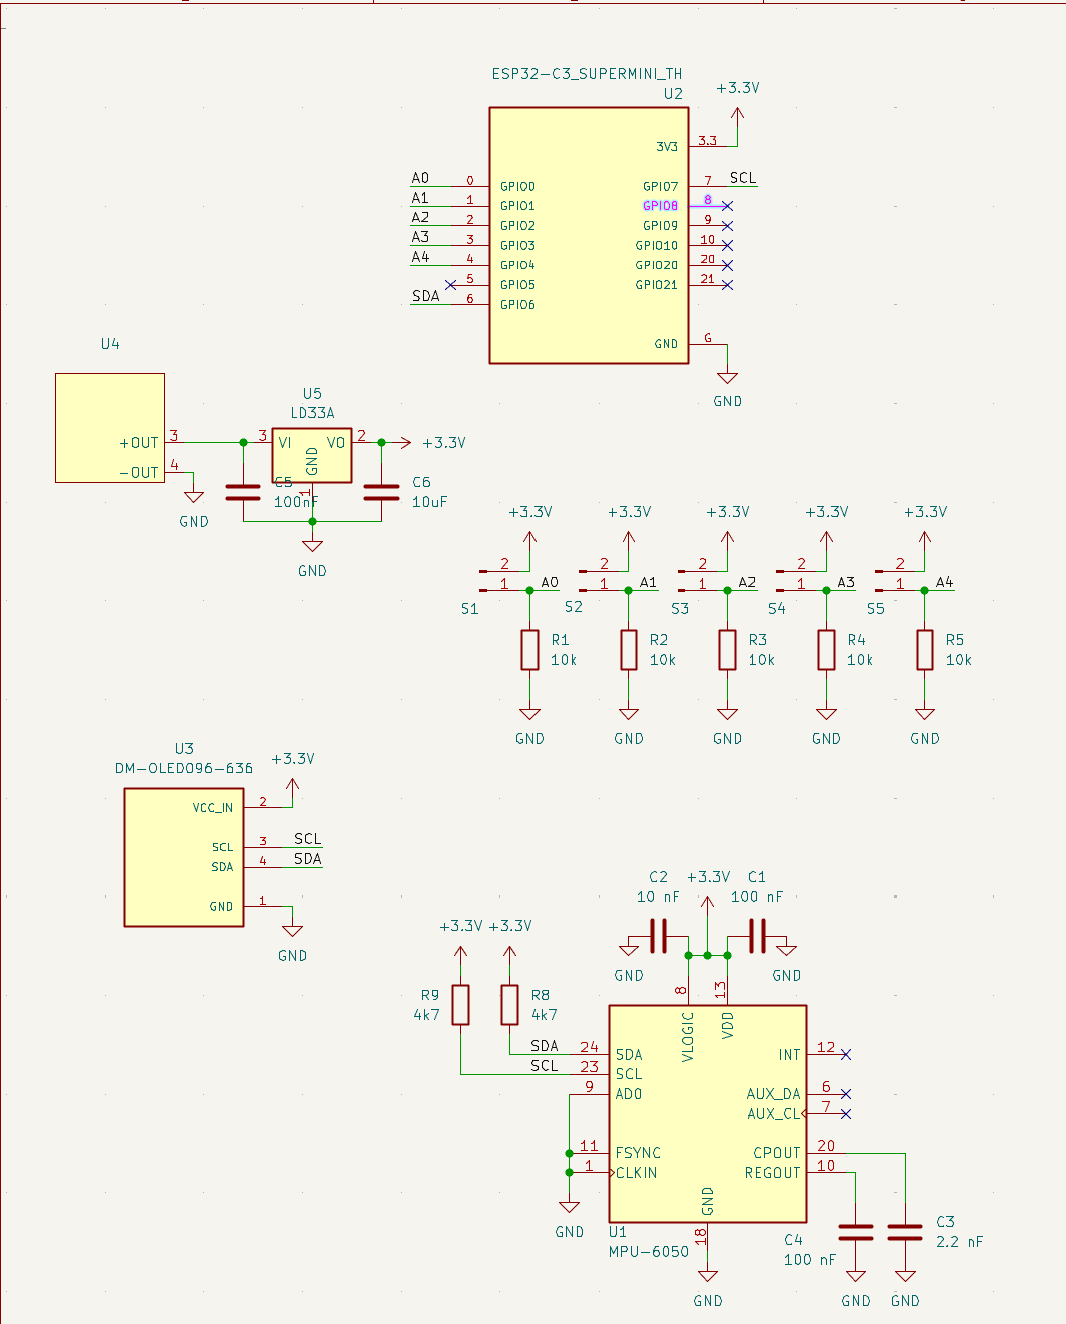 ESP32-C3_SUPERMINI_TH
U2
+3.3V
3V3 3.3
A0 0 GPIO0 GPIO7 7 SCL
A1 1 GPIO1 GPIO8 8
A2 2 GPIO2 GPIO9 9
A3 3 GPIO3 GPIO10 10
A4 4 GPIO4 GPIO20 20
5 GPIO5 GPIO21 21
SDA 6 GPIO6
GND G
GND
U4
+OUT 3
-OUT 4
GND
U5
LD33A
3 VI VO 2
GND
1
+3.3V
C5
100nF
C6
10uF
GND
+3.3V +3.3V +3.3V +3.3V +3.3V
2 2 2 2 2
1 A0 1 A1 1 A2 1 A3 1 A4
S1 S2 S3 S4 S5
R1 R2 R3 R4 R5
10k 10k 10k 10k 10k
GND GND GND GND GND
U3
DM-OLED096-636
+3.3V
VCC_IN 2
SCL 3 SCL
SDA 4 SDA
GND 1
GND
C2 +3.3V C1
10 nF 100 nF
GND GND
+3.3V +3.3V
R9 R8
4k7 4k7
8 13
VLOGIC VDD
SDA 24 SDA INT 12
SCL 23 SCL
9 AD0 AUX_DA 6
AUX_CL 7
11 FSYNC CPOUT 20
1 CLKIN REGOUT 10
GND
18
GND
U1
MPU-6050
C4
100 nF
C3
2.2 nF
GND GND GND